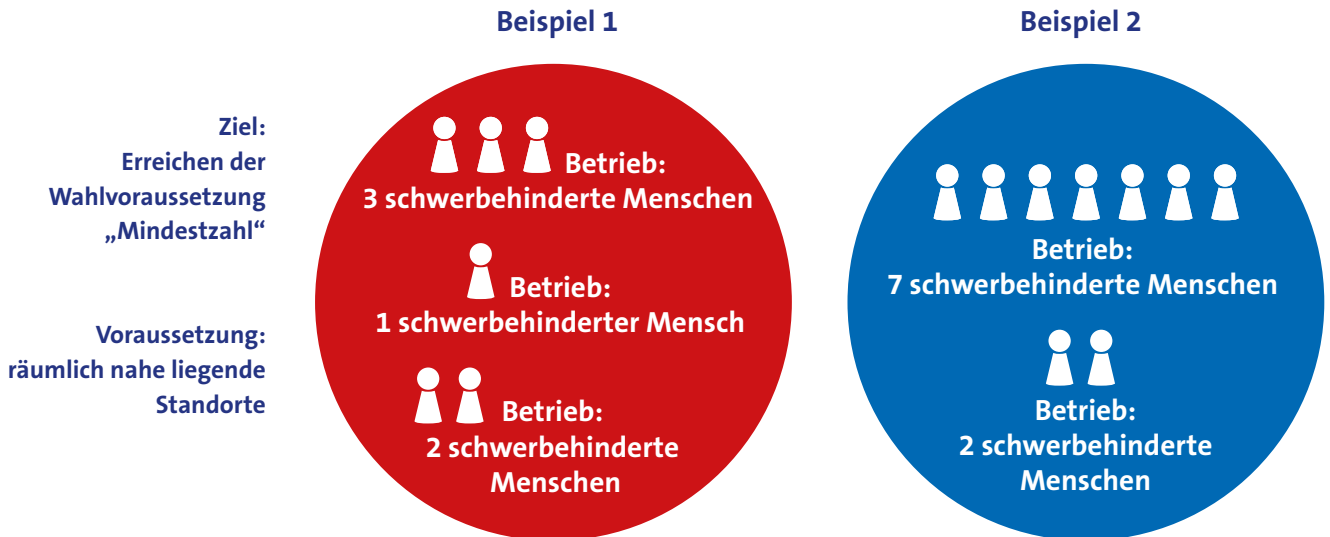 Beispiel 1
Beispiel 2
Ziel:
Erreichen der
Wahlvoraussetzung
„Mindestzahl“
Voraussetzung:
räumlich nahe liegende
Standorte
Betrieb:
3 schwerbehinderte Menschen
Betrieb:
1 schwerbehinderter Mensch
Betrieb:
2 schwerbehinderte
Menschen
Betrieb:
7 schwerbehinderte Menschen
Betrieb:
2 schwerbehinderte
Menschen